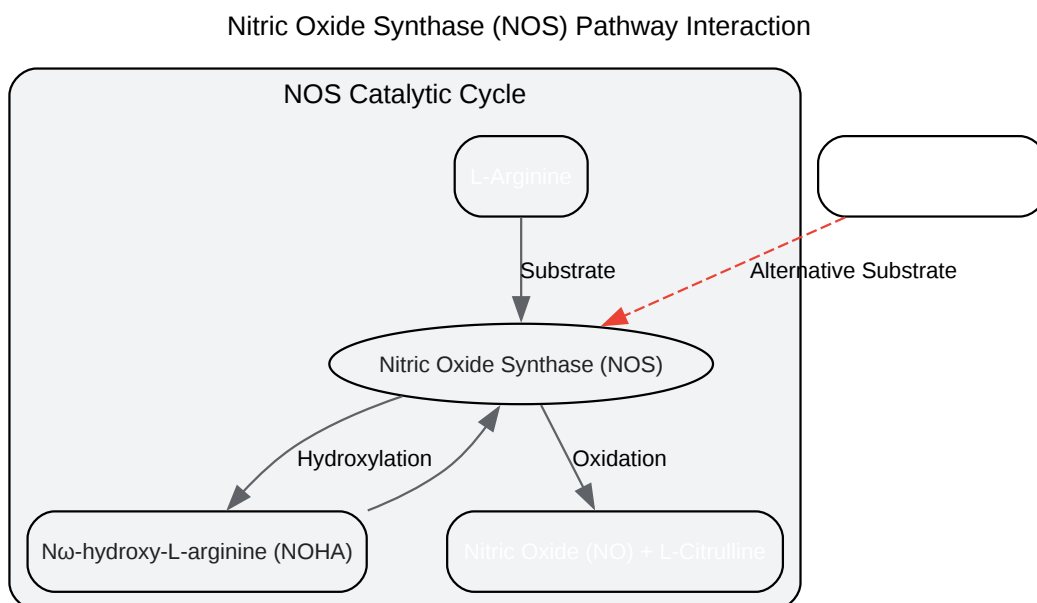 Nitric Oxide Synthase (NOS) Pathway Interaction
NOS Catalytic Cycle
L-Arginine
Substrate
Alternative Substrate
Nitric Oxide Synthase (NOS)
Hydroxylation
Oxidation
Nω-hydroxy-L-arginine (NOHA)
Nitric Oxide (NO) + L-Citrulline